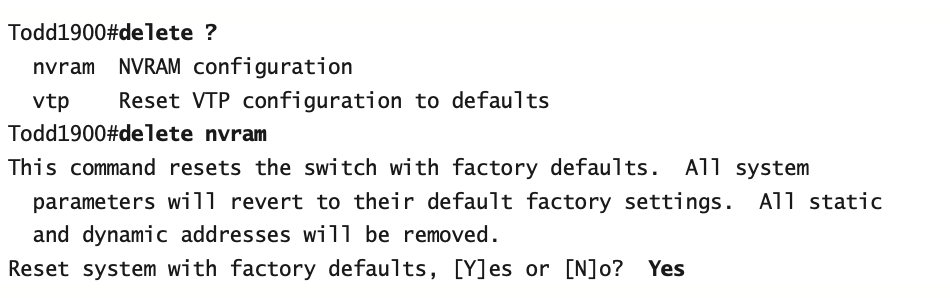 Todd1900#delete ?
  nvram  NVRAM configuration
  vtp    Reset VTP configuration to defaults
Todd1900#delete nvram
This command resets the switch with factory defaults.  All system
  parameters will revert to their default factory settings.  All static
  and dynamic addresses will be removed.
Reset system with factory defaults, [Y]es or [N]o?  Yes